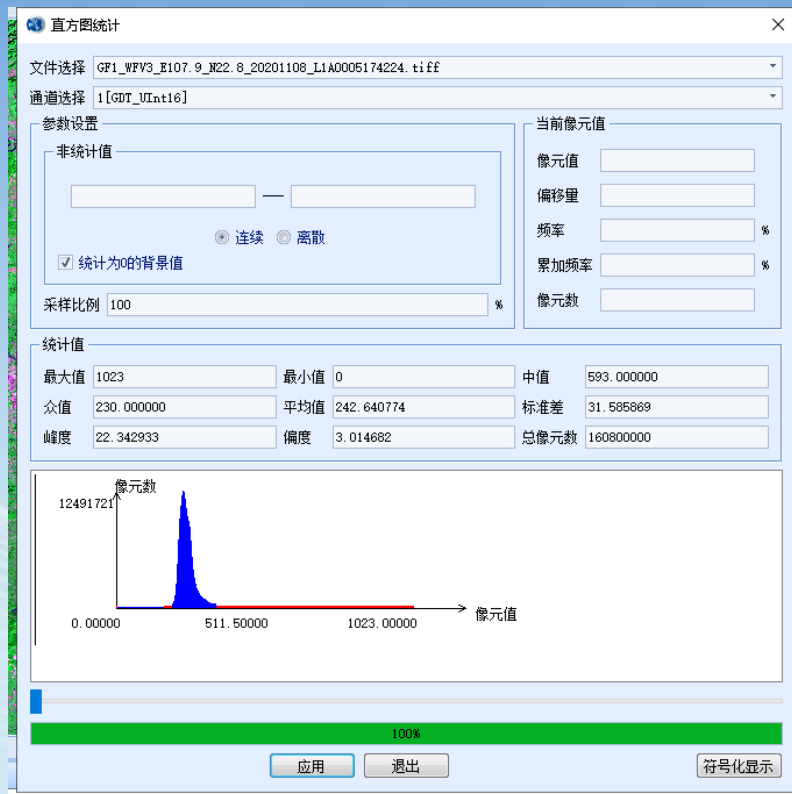 直方图统计
文件选择 GF1_WFV3_E107.9_N22.8_20201108_L1A0005174224.tiff
通道选择 1[GDT_UInt16]
参数设置
非统计值
—
连续 离散
统计为0的背景值
采样比例 100 %
当前像元值
像元值
偏移量
频率 %
累加频率 %
像元数
统计值
最大值 1023 最小值 0 中值 593.000000
众值 230.000000 平均值 242.640774 标准差 31.585869
峰度 22.342933 偏度 3.014682 总像元数 160800000
像元数
12491721
像元值
0.00000 511.50000 1023.00000
100%
应用 退出 符号化显示